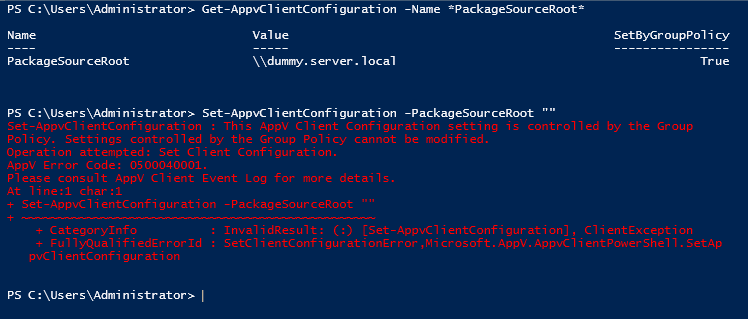 PS C:\Users\Administrator> Get-AppvClientConfiguration -Name *PackageSourceRoot*
Name Value SetByGroupPolicy
---- ----- ----------------
PackageSourceRoot \\dummy.server.local True
PS C:\Users\Administrator> Set-AppvClientConfiguration -PackageSourceRoot ""
Set-AppvClientConfiguration : This AppV Client Configuration setting is controlled by the Group
Policy. Settings controlled by the Group Policy cannot be modified.
Operation attempted: Set Client Configuration.
AppV Error Code: 0500040001.
Please consult AppV Client Event Log for more details.
At line:1 char:1
+ Set-AppvClientConfiguration -PackageSourceRoot ""
+ ~~~~~~~~~~~~~~~~~~~~~~~~~~~~~~~~~~~~~~~~~~~~~~~~~
+ CategoryInfo : InvalidResult: (:) [Set-AppvClientConfiguration], ClientException
+ FullyQualifiedErrorId : SetClientConfigurationError,Microsoft.AppV.AppvClientPowerShell.SetAp
pvClientConfiguration
PS C:\Users\Administrator>